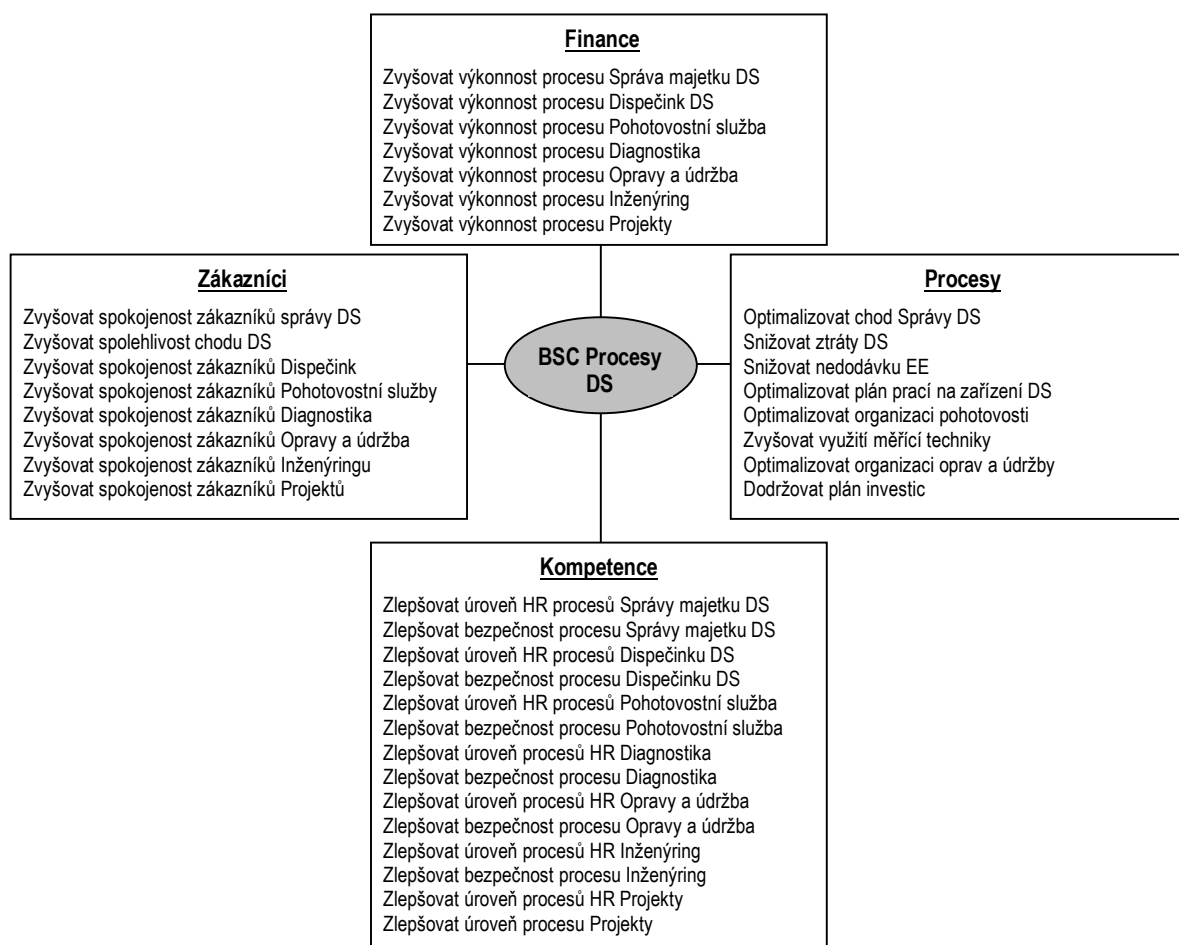 Finance
Zvyšovat výkonnost procesu Správa majetku DS
Zvyšovat výkonnost procesu Dispečink DS
Zvyšovat výkonnost procesu Pohotovostní služba
Zvyšovat výkonnost procesu Diagnostika
Zvyšovat výkonnost procesu Opravy a údržba
Zvyšovat výkonnost procesu Inženýring
Zvyšovat výkonnost procesu Projekty
Zákazníci
Zvyšovat spokojenost zákazníků správy DS
Zvyšovat spolehlivost chodu DS
Zvyšovat spokojenost zákazníků Dispečink
Zvyšovat spokojenost zákazníků Pohotovostní služby
Zvyšovat spokojenost zákazníků Diagnostika
Zvyšovat spokojenost zákazníků Opravy a údržba
Zvyšovat spokojenost zákazníků Inženýringu
Zvyšovat spokojenost zákazníků Projektů
BSC Procesy
DS
Procesy
Optimalizovat chod Správy DS
Snižovat ztráty DS
Snižovat nedodávku EE
Optimalizovat plán prací na zařízení DS
Optimalizovat organizaci pohotovosti
Zvyšovat využití měřící techniky
Optimalizovat organizaci oprav a údržby
Dodržovat plán investic
Kompetence
Zlepšovat úroveň HR procesů Správy majetku DS
Zlepšovat bezpečnost procesu Správy majetku DS
Zlepšovat úroveň HR procesů Dispečinku DS
Zlepšovat bezpečnost procesu Dispečinku DS
Zlepšovat úroveň HR procesů Pohotovostní služba
Zlepšovat bezpečnost procesu Pohotovostní služba
Zlepšovat úroveň procesů HR Diagnostika
Zlepšovat bezpečnost procesu Diagnostika
Zlepšovat úroveň procesů HR Opravy a údržba
Zlepšovat bezpečnost procesu Opravy a údržba
Zlepšovat úroveň procesů HR Inženýring
Zlepšovat bezpečnost procesu Inženýring
Zlepšovat úroveň procesů HR Projekty
Zlepšovat úroveň procesu Projekty